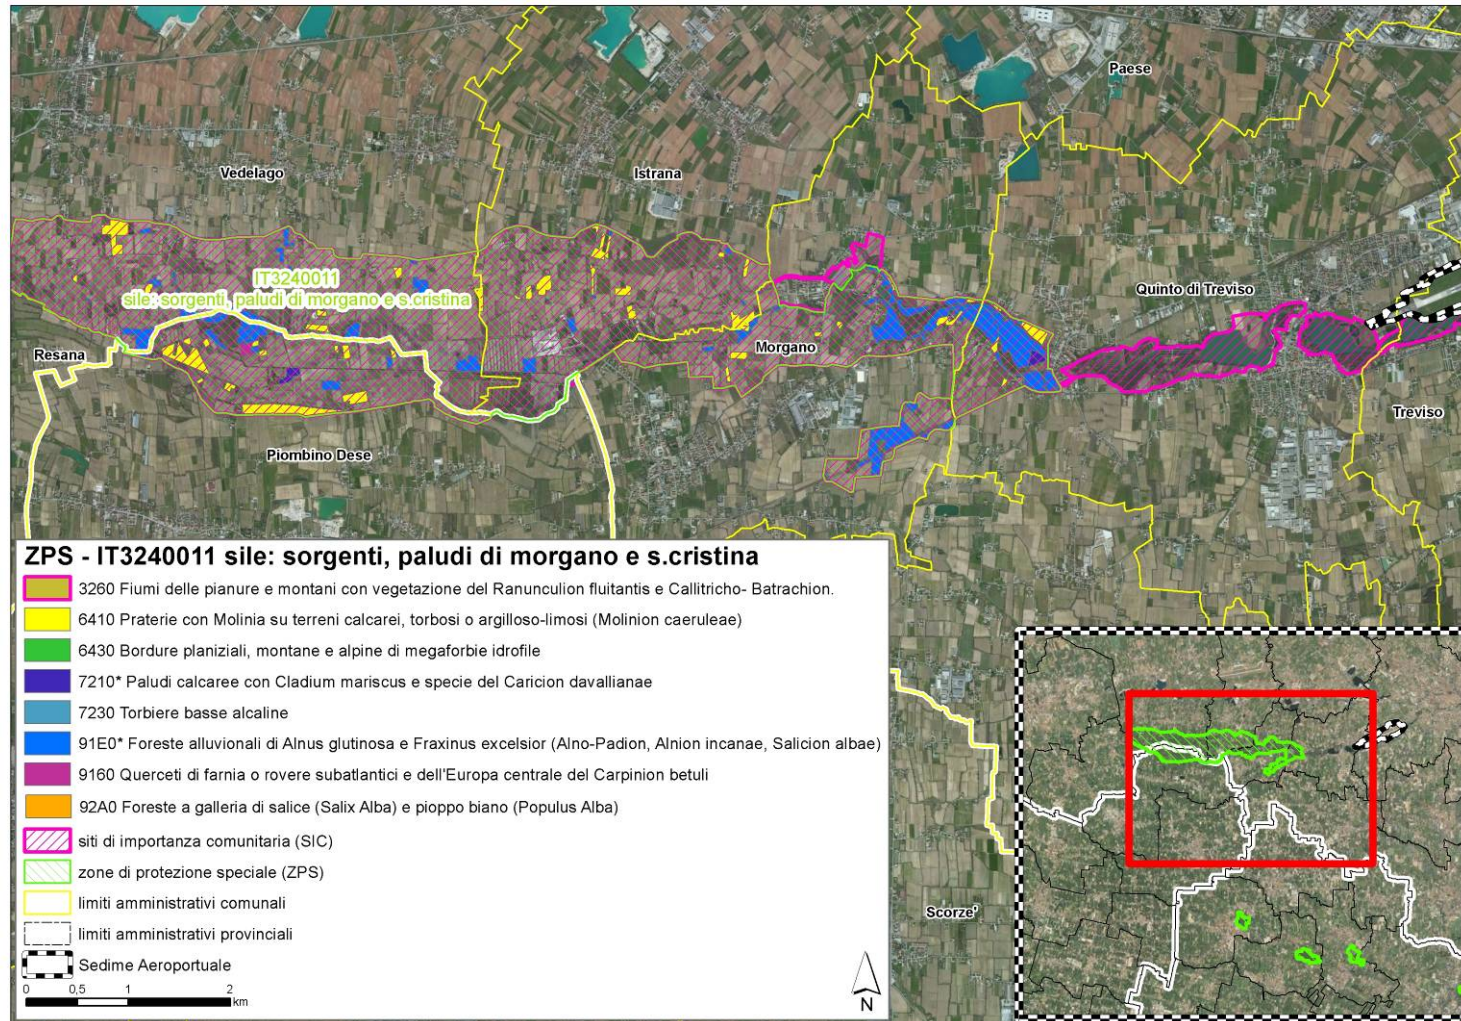 Paese
Vedelago
Istrana
IT3240011
sile: sorgenti, paludi di morgano e s.cristina
Quinto di Treviso
Resana
Morgano
Treviso
Piombino Dese
ZPS - IT3240011 sile: sorgenti, paludi di morgano e s.cristina
3260 Fiumi delle pianure e montani con vegetazione del Ranunculion fluitantis e Callitricho- Batrachion.
6410 Praterie con Molinia su terreni calcarei, torbosi o argilloso-limosi (Molinion caeruleae)
6430 Bordure planiziali, montane e alpine di megaforbie idrofile
7210* Paludi calcaree con Cladium mariscus e specie del Caricion davallianae
7230 Torbiere basse alcaline
91E0* Foreste alluvionali di Alnus glutinosa e Fraxinus excelsior (Alno-Padion, Alnion incanae, Salicion albae)
9160 Querceti di farnia o rovere subatlantici e dell'Europa centrale del Carpinion betuli
92A0 Foreste a galleria di salice (Salix Alba) e pioppo biano (Populus Alba)
siti di importanza comunitaria (SIC)
zone di protezione speciale (ZPS)
limiti amministrativi comunali
limiti amministrativi provinciali
Sedime Aeroportuale
0 0,5 1 2
km
N
Scorze'